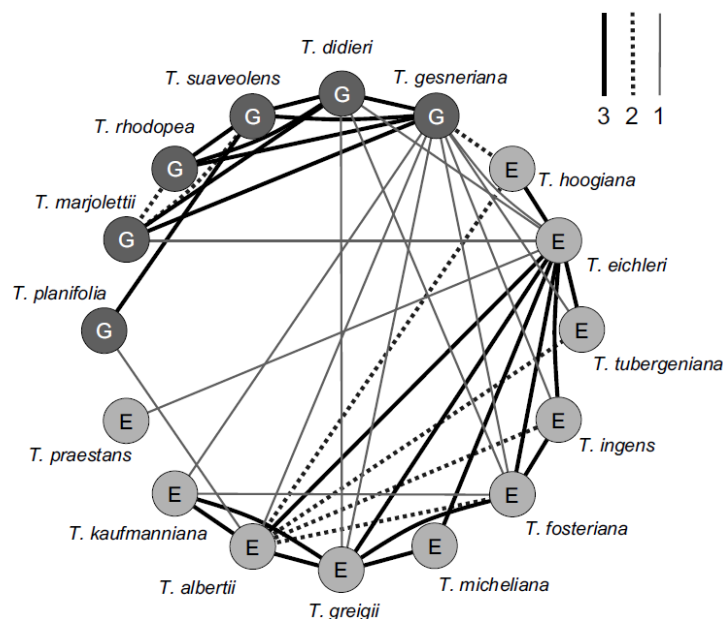 T. didieri
T. suaveolens
T. gesneriana
G
G
G
3 2 1
T. rhodopea
G
E
T. hoogiana
T. marjolettii
G
E
T. eichleri
T. planifolia
G
E
T. tubergeniana
E
T. praestans
E
T. ingens
E
T. kaufmanniana
E
T. fosteriana
E
T. albertii
E
T. greigii
E
T. micheliana